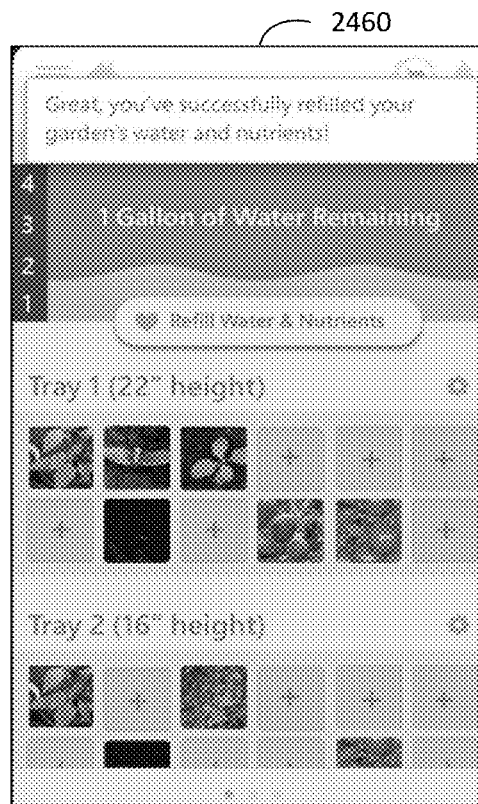 2460
Great, you've successfully refilled your
garden's water and nutrients!
4
3
2
1
1 Gallon of Water Remaining
Refill Water & Nutrients
Tray 1 (22" height)
+ + +
+ + +
Tray 2 (16" height)
+ + + +